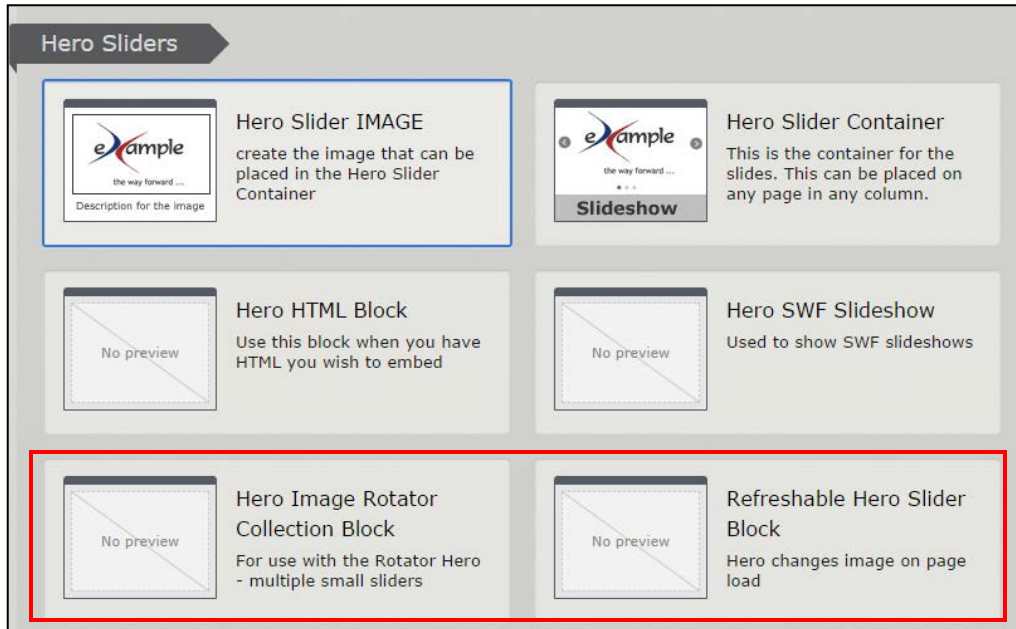 Hero Sliders
Hero Slider IMAGE
create the image that can be
placed in the Hero Slider
Container
eXample
the way forward ...
Description for the image
Hero Slider Container
This is the container for the
slides. This can be placed on
any page in any column.
eXample
the way forward ...
Slideshow
Hero HTML Block
Use this block when you have
HTML you wish to embed
No preview
Hero SWF Slideshow
Used to show SWF slideshows
No preview
Hero Image Rotator
Collection Block
For use with the Rotator Hero
- multiple small sliders
No preview
Refreshable Hero Slider
Block
Hero changes image on page
load
No preview